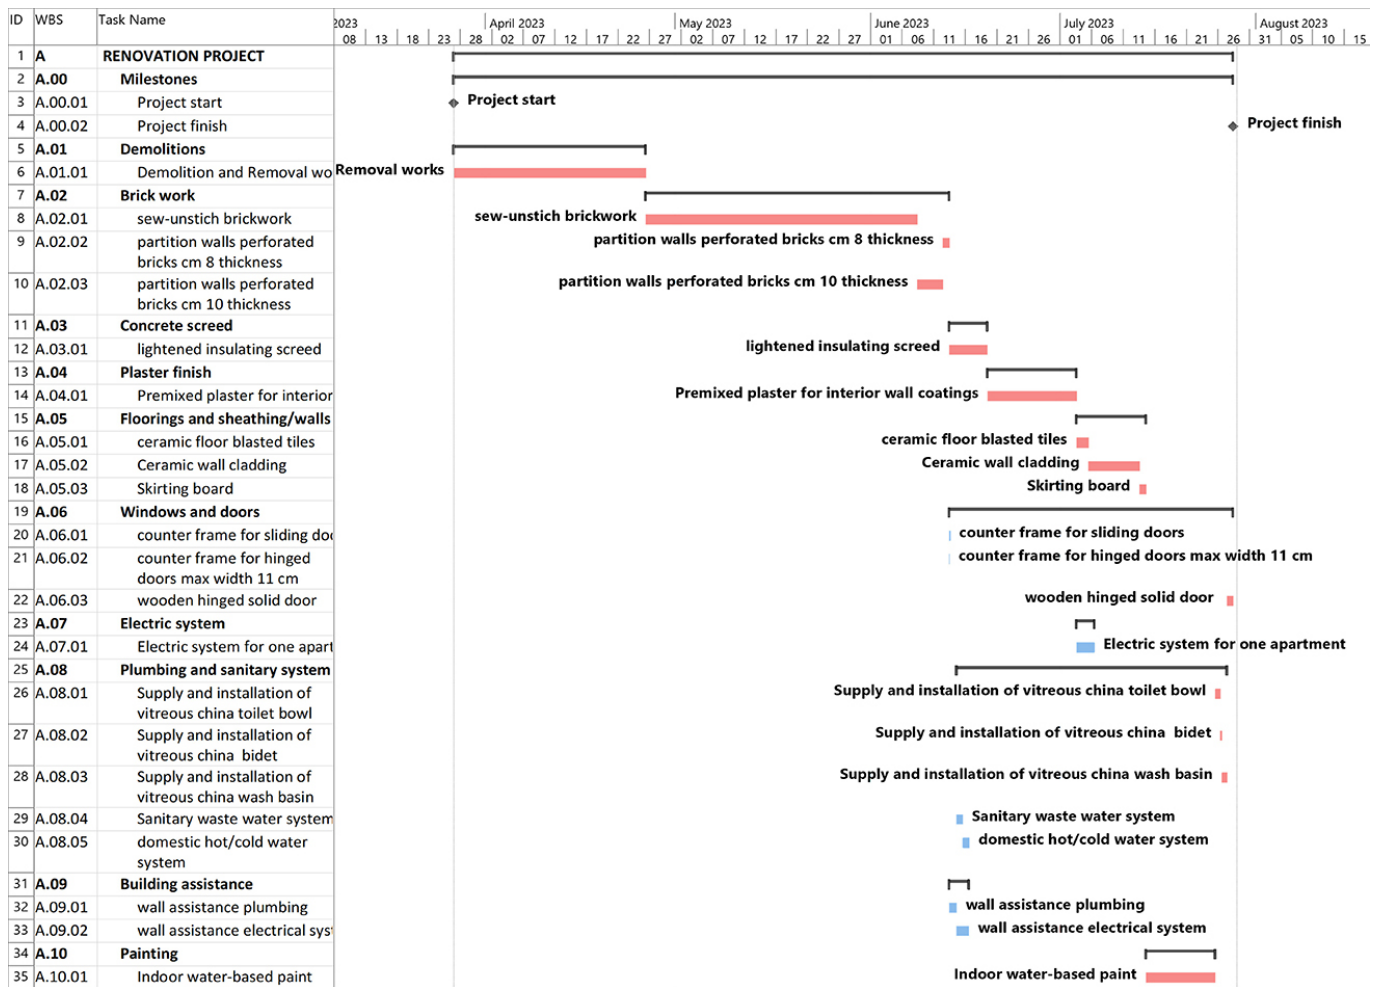 ID WBS Task Name 2023 April 2023 May 2023 June 2023 July 2023 August 2023
08 13 18 23 28 02 07 12 17 22 27 02 07 12 17 22 27 01 06 11 16 21 26 01 06 11 16 21 26 31 05 10 15
1 A RENOVATION PROJECT
2 A.00 Milestones
3 A.00.01 Project start Project start
4 A.00.02 Project finish Project finish
5 A.01 Demolitions
6 A.01.01 Demolition and Removal wo Removal works
7 A.02 Brick work
8 A.02.01 sew-unstich brickwork sew-unstich brickwork
9 A.02.02 partition walls perforated partition walls perforated bricks cm 8 thickness
bricks cm 8 thickness
10 A.02.03 partition walls perforated partition walls perforated bricks cm 10 thickness
bricks cm 10 thickness
11 A.03 Concrete screed
12 A.03.01 lightened insulating screed lightened insulating screed
13 A.04 Plaster finish
14 A.04.01 Premixed plaster for interior Premixed plaster for interior wall coatings
15 A.05 Floorings and sheathing/walls
16 A.05.01 ceramic floor blasted tiles ceramic floor blasted tiles
17 A.05.02 Ceramic wall cladding Ceramic wall cladding
18 A.05.03 Skirting board Skirting board
19 A.06 Windows and doors
20 A.06.01 counter frame for sliding doo counter frame for sliding doors
21 A.06.02 counter frame for hinged counter frame for hinged doors max width 11 cm
doors max width 11 cm
22 A.06.03 wooden hinged solid door wooden hinged solid door
23 A.07 Electric system
24 A.07.01 Electric system for one apart Electric system for one apartment
25 A.08 Plumbing and sanitary system
26 A.08.01 Supply and installation of Supply and installation of vitreous china toilet bowl
vitreous china toilet bowl
27 A.08.02 Supply and installation of Supply and installation of vitreous china bidet
vitreous china bidet
28 A.08.03 Supply and installation of Supply and installation of vitreous china wash basin
vitreous china wash basin
29 A.08.04 Sanitary waste water system Sanitary waste water system
30 A.08.05 domestic hot/cold water domestic hot/cold water system
system
31 A.09 Building assistance
32 A.09.01 wall assistance plumbing wall assistance plumbing
33 A.09.02 wall assistance electrical syst wall assistance electrical system
34 A.10 Painting
35 A.10.01 Indoor water-based paint Indoor water-based paint